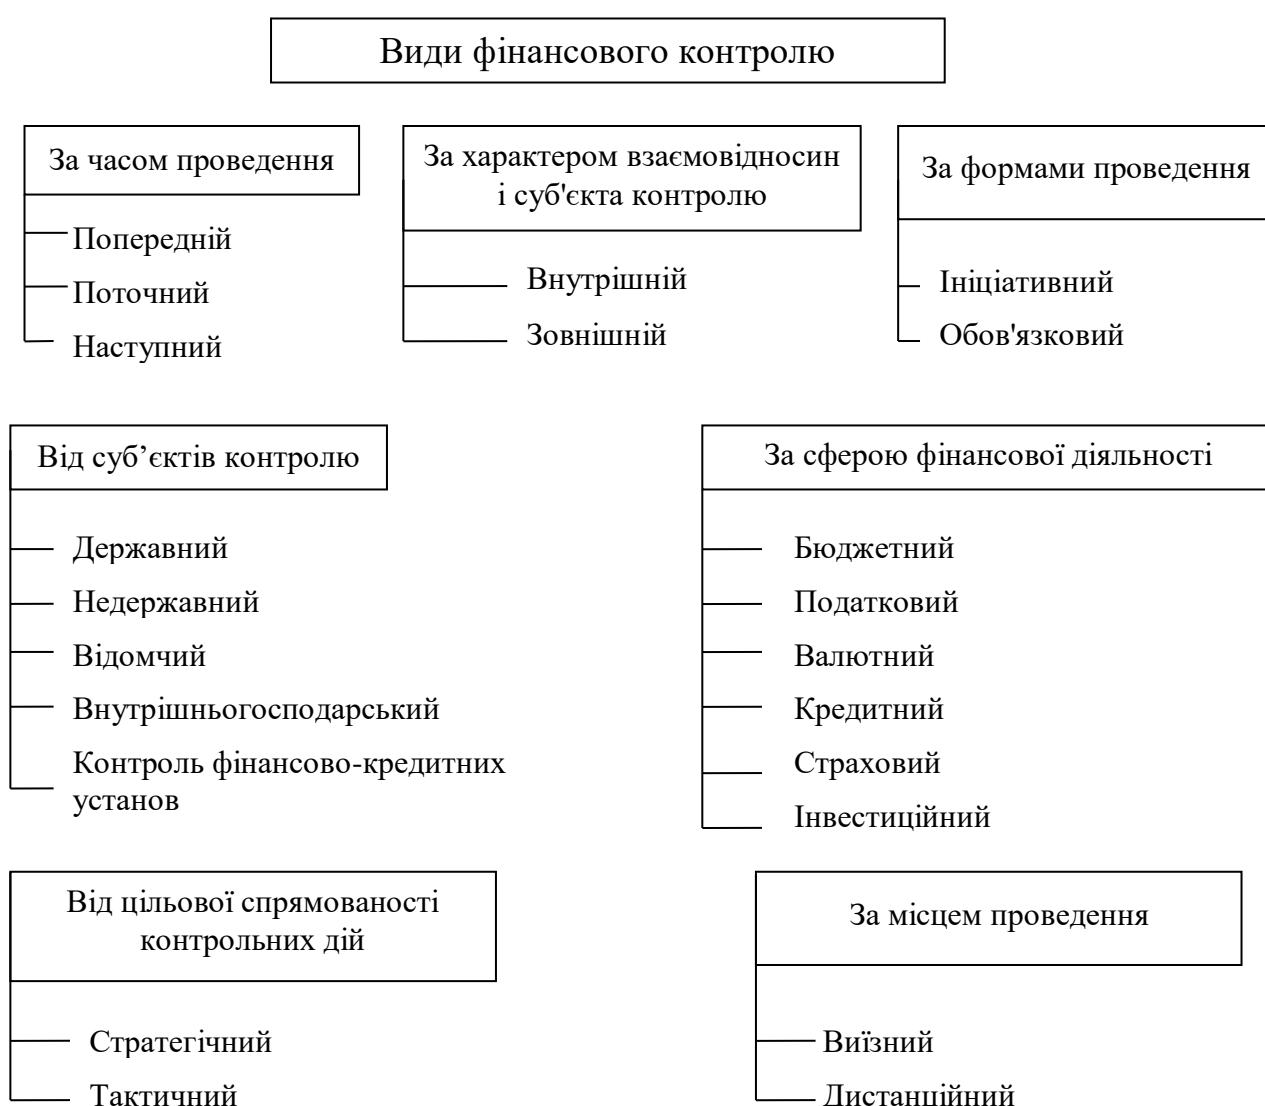 Види фінансового контролю
За часом проведення
Попередній
Поточний
Наступний
За характером взаємовідносин
і суб'єкта контролю
Внутрішній
Зовнішній
За формами проведення
Ініціативний
Обов'язковий
Від суб’єктів контролю
Державний
Недержавний
Відомчий
Внутрішньогосподарський
Контроль фінансово-кредитних
установ
За сферою фінансової діяльності
Бюджетний
Податковий
Валютний
Кредитний
Страховий
Інвестиційний
Від цільової спрямованості
контрольних дій
Стратегічний
Тактичний
За місцем проведення
Виїзний
Дистанційний